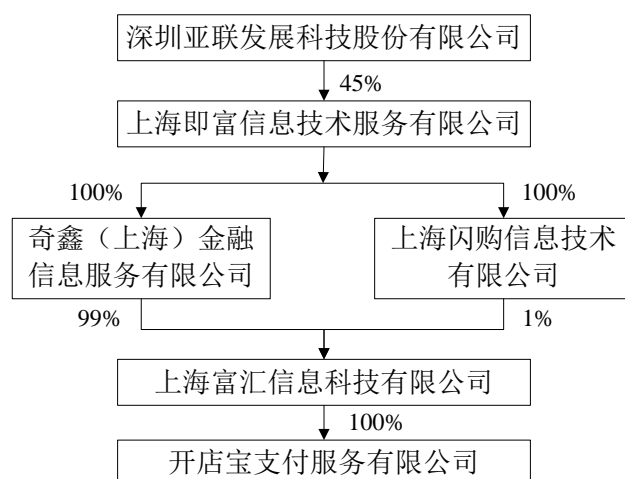 深圳亚联发展科技股份有限公司
45%
上海即富信息技术服务有限公司
100%
100%
奇鑫（上海）金融
信息服务有限公司
上海闪购信息技术
有限公司
99%
1%
上海富汇信息科技有限公司
100%
开店宝支付服务有限公司